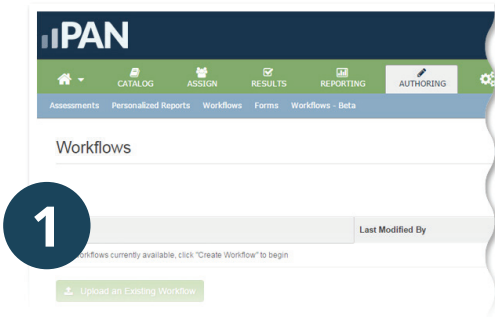 PAN
CATALOG ASSIGN RESULTS REPORTING AUTHORING
Assessments Personalized Reports Workflows Forms Workflows - Beta
Workflows
1
Last Modified By
workflows currently available, click "Create Workflow" to begin
Upload an Existing Workflow